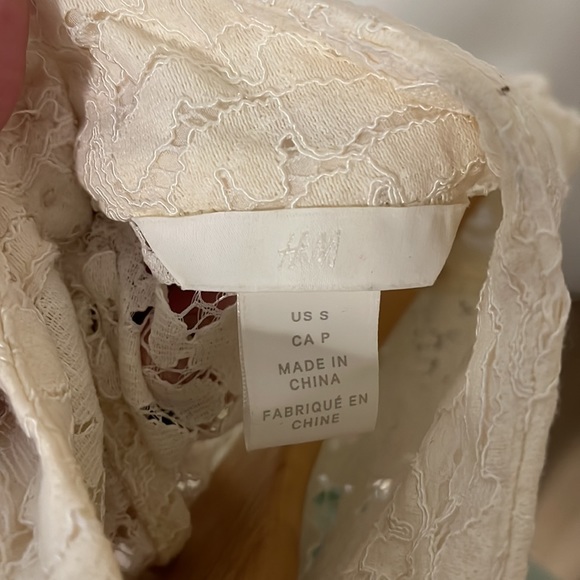 H&M
US S
CA P
MADE IN
CHINA
FABRIQUÉ EN
CHINE